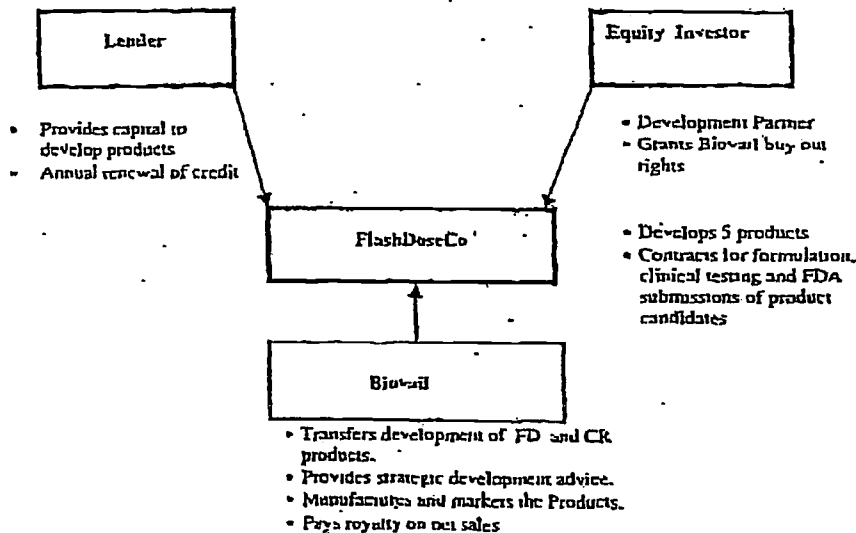 Lender
Equity Investor
• Provides capital to
develop products
• Annual renewal of credit
• Development Partner
• Grants Biovail buy out
rights
FlashDoseCo
• Develops 5 products
• Contracts for formulation,
clinical testing and FDA
submissions of product
candidates
Biovail
• Transfers development of FD and CR
products.
• Provides strategic development advice.
• Manufactures and markets the Products.
• Pays royalty on net sales